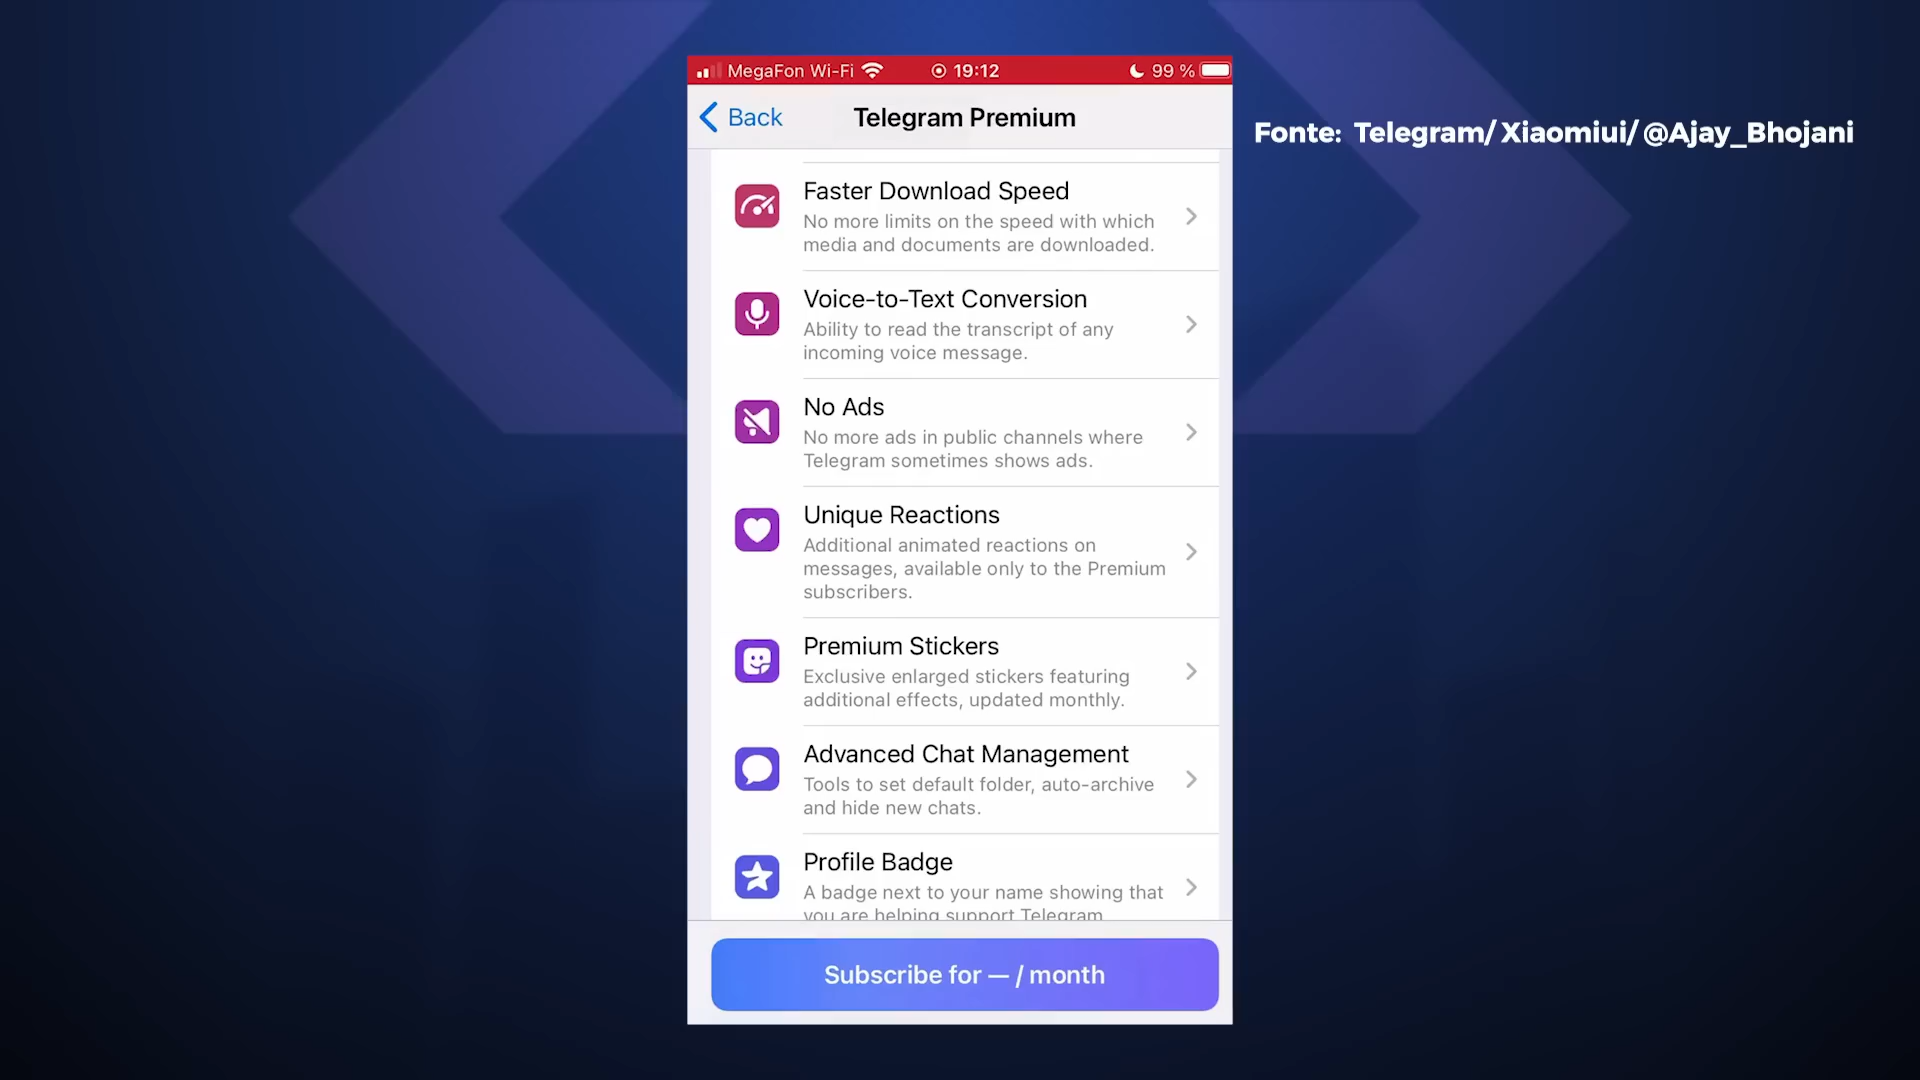 MegaFon Wi-Fi 19:12 99 %
Back Telegram Premium
Fonte: Telegram/ Xiaomiui/ @Ajay_Bhojani
Faster Download Speed
No more limits on the speed with which
media and documents are downloaded.
Voice-to-Text Conversion
Ability to read the transcript of any
incoming voice message.
No Ads
No more ads in public channels where
Telegram sometimes shows ads.
Unique Reactions
Additional animated reactions on
messages, available only to the Premium
subscribers.
Premium Stickers
Exclusive enlarged stickers featuring
additional effects, updated monthly.
Advanced Chat Management
Tools to set default folder, auto-archive
and hide new chats.
Profile Badge
A badge next to your name showing that
you are helping support Telegram
Subscribe for — / month